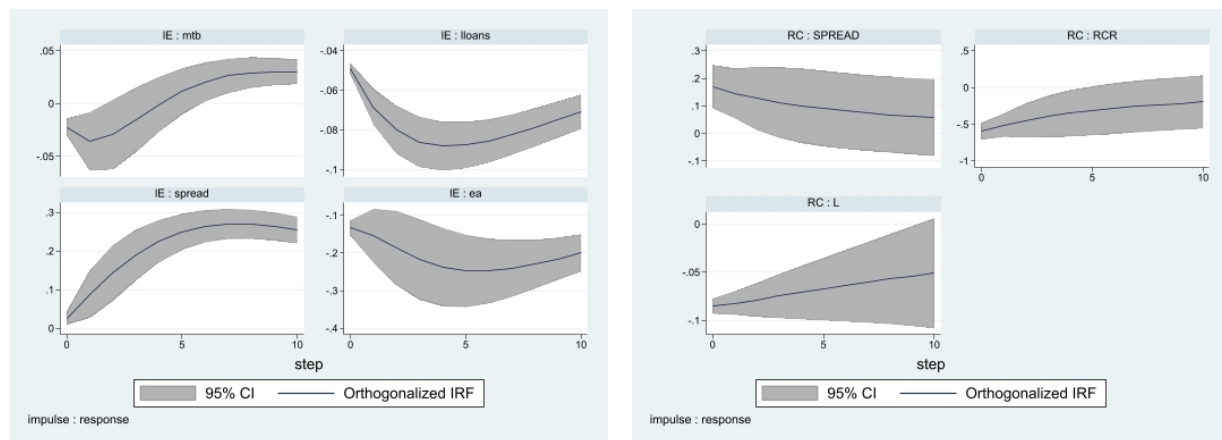 IE : mtb
IE : lloans
.05
0
-.05
-.04
-.06
-.08
-.1
IE : spread
IE : ea
.3
.2
.1
0
-.1
-.2
-.3
-.4
0
5
10
0
5
10
step
95% CI
Orthogonalized IRF
impulse : response
RC : SPREAD
RC : RCR
.3
.2
.1
0
-.1
.5
0
-.5
-1
0
5
10
RC : L
0
-.05
-.1
0
5
10
step
95% CI
Orthogonalized IRF
impulse : response